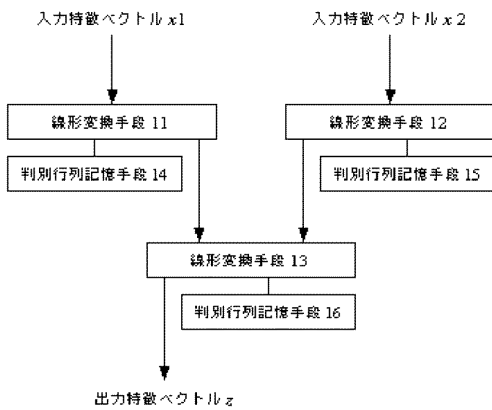 入力特徴ベクトル x1
入力特徴ベクトル x2
線形変換手段 11
線形変換手段 12
判別行列記憶手段 14
判別行列記憶手段 15
線形変換手段 13
判別行列記憶手段 16
出力特徴ベクトル z